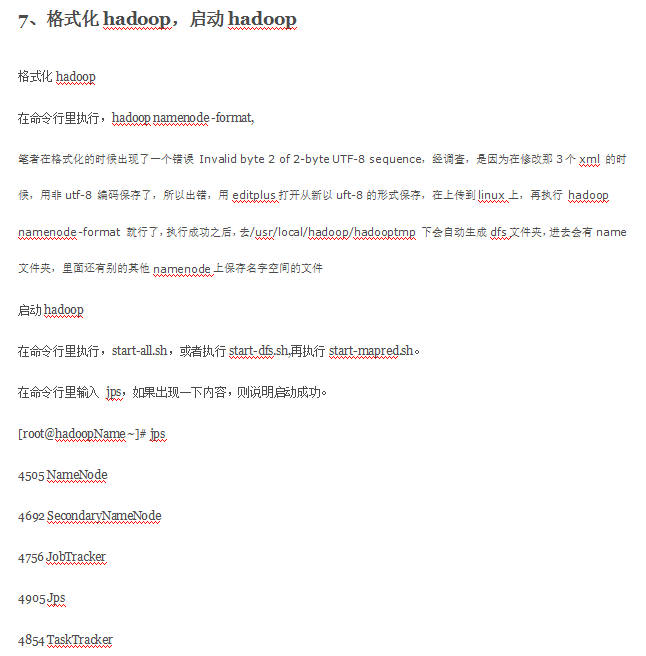 7、格式化 hadoop，启动 hadoop
格式化 hadoop
在命令行里执行，hadoop namenode -format,
笔者在格式化的时候出现了一个错误 Invalid byte 2 of 2-byte UTF-8 sequence，经调查，是因为在修改那 3 个 xml 的时
候，用非 utf-8 编码保存了，所以出错，用 editplus 打开从新以 uft-8 的形式保存，在上传到 linux 上，再执行 hadoop
namenode -format 就行了，执行成功之后，去/usr/local/hadoop/hadooptmp 下会自动生成 dfs 文件夹，进去会有 name
文件夹，里面还有别的其他 namenode 上保存名字空间的文件
启动 hadoop
在命令行里执行，start-all.sh，或者执行 start-dfs.sh,再执行 start-mapred.sh。
在命令行里输入 jps，如果出现一下内容，则说明启动成功。
[root@hadoopName ~]# jps
4505 NameNode
4692 SecondaryNameNode
4756 JobTracker
4905 Jps
4854 TaskTracker